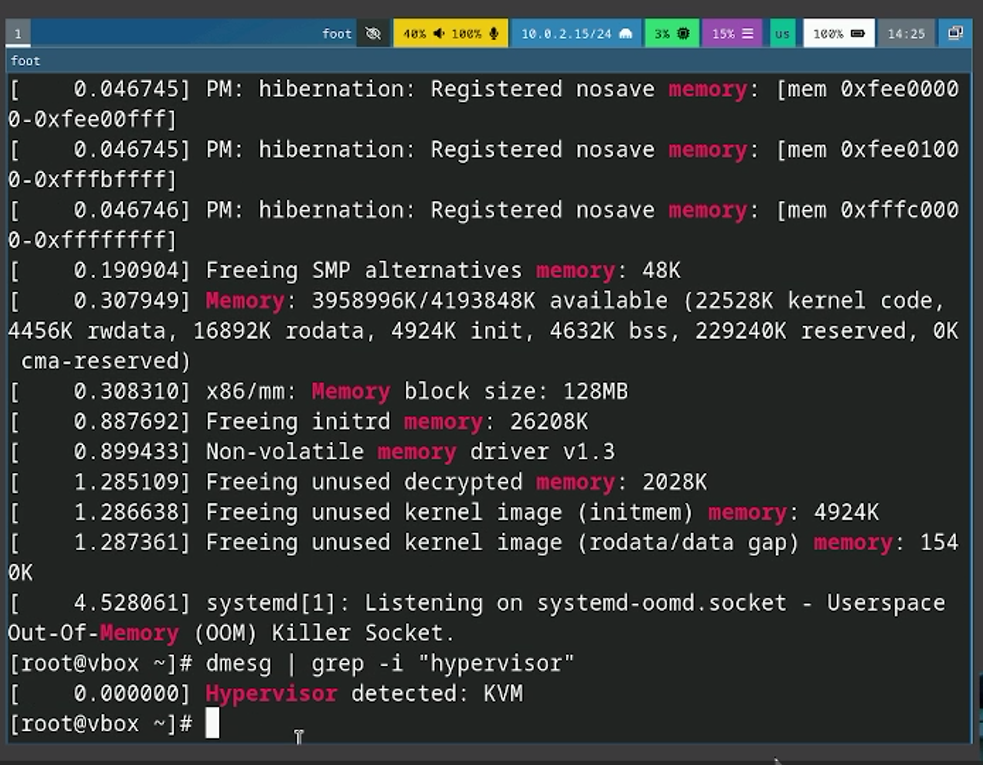 1 foot 40% 100% 10.0.2.15/24 3% 15% us 100% 14:25
foot
[    0.046745] PM: hibernation: Registered nosave memory: [mem 0xfee0000
0-0xfee00fff]
[    0.046745] PM: hibernation: Registered nosave memory: [mem 0xfee0100
0-0xfffbffff]
[    0.046746] PM: hibernation: Registered nosave memory: [mem 0xfffc000
0-0xffffffff]
[    0.190904] Freeing SMP alternatives memory: 48K
[    0.307949] Memory: 3958996K/4193848K available (22528K kernel code,
4456K rwdata, 16892K rodata, 4924K init, 4632K bss, 229240K reserved, 0K
 cma-reserved)
[    0.308310] x86/mm: Memory block size: 128MB
[    0.887692] Freeing initrd memory: 26208K
[    0.899433] Non-volatile memory driver v1.3
[    1.285109] Freeing unused decrypted memory: 2028K
[    1.286638] Freeing unused kernel image (initmem) memory: 4924K
[    1.287361] Freeing unused kernel image (rodata/data gap) memory: 154
0K
[    4.528061] systemd[1]: Listening on systemd-oomd.socket - Userspace
Out-Of-Memory (OOM) Killer Socket.
[root@vbox ~]# dmesg | grep -i "hypervisor"
[    0.000000] Hypervisor detected: KVM
[root@vbox ~]#